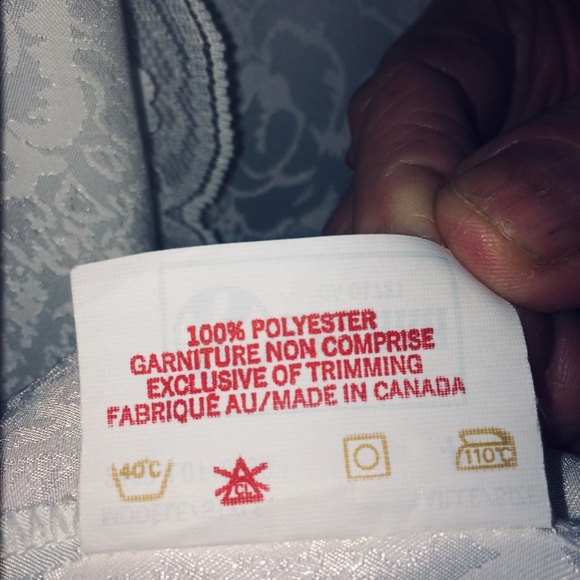 100% POLYESTER
GARNITURE NON COMPRISE
EXCLUSIVE OF TRIMMING
FABRIQUÉ AU/MADE IN CANADA
40°C CL 110°C